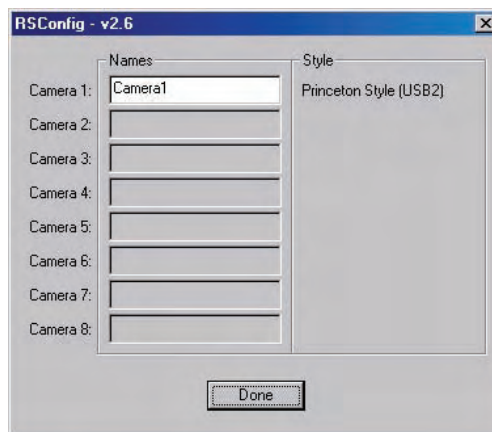 RSConfig - v2.6
Names
Style
Camera 1:
Camera1
Princeton Style (USB2)
Camera 2:
Camera 3:
Camera 4:
Camera 5:
Camera 6:
Camera 7:
Camera 8:
Done